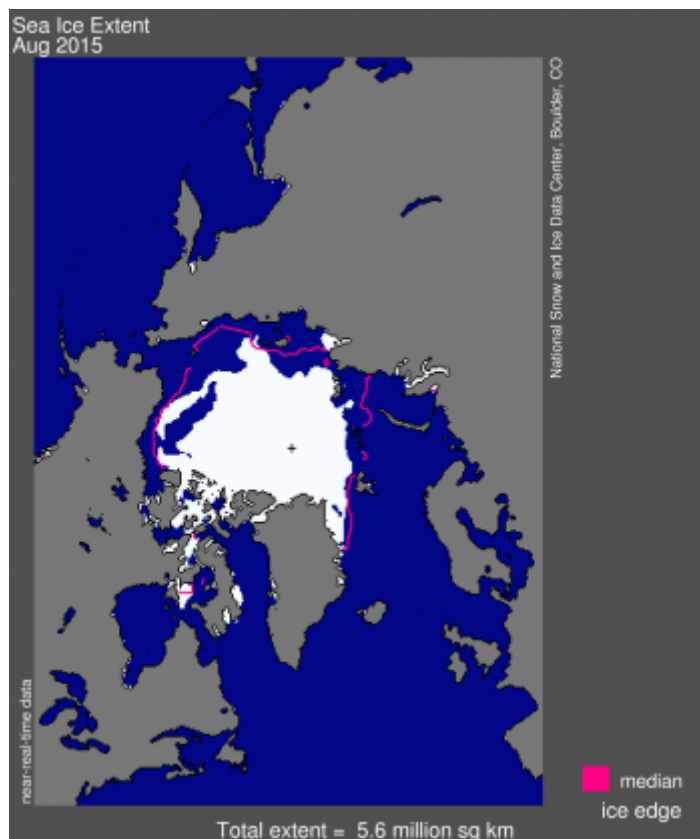 Sea Ice Extent
Aug 2015
National Snow and Ice Data Center, Boulder, CO
near-real-time data
median
ice edge
Total extent = 5.6 million sq km